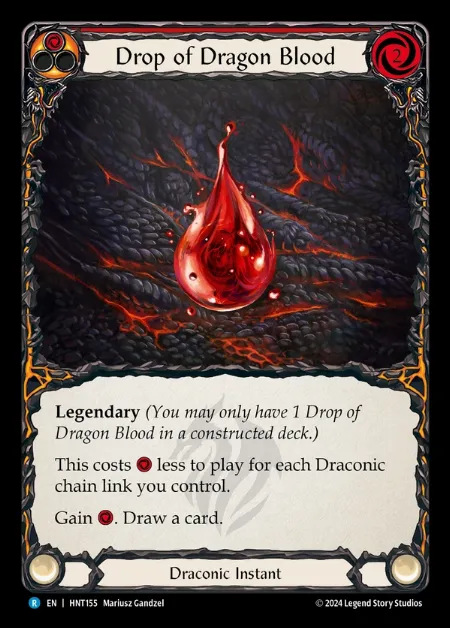 Drop of Dragon Blood
2
Legendary (You may only have 1 Drop of
Dragon Blood in a constructed deck.)
This costs less to play for each Draconic
chain link you control.
Gain . Draw a card.
Draconic Instant
R EN | HNT155 Mariusz Gandzel
© 2024 Legend Story Studios